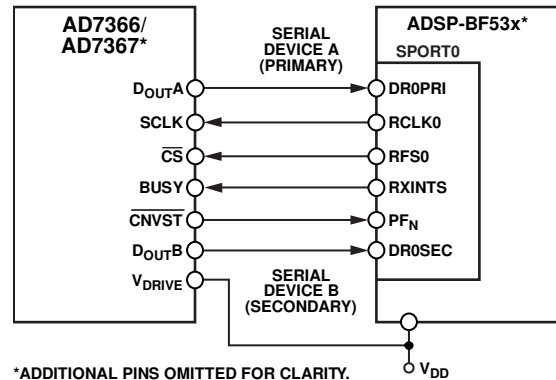 AD7366/
AD7367*
SERIAL
DEVICE A
(PRIMARY)
ADSP-BF53x*
SPORT0
DOUTA
SCLK
CS
BUSY
CNVST
DOUTB
VDRIVE
DR0PRI
RCLK0
RFS0
RXINTS
PFN
DR0SEC
SERIAL
DEVICE B
(SECONDARY)
VDD
*ADDITIONAL PINS OMITTED FOR CLARITY.